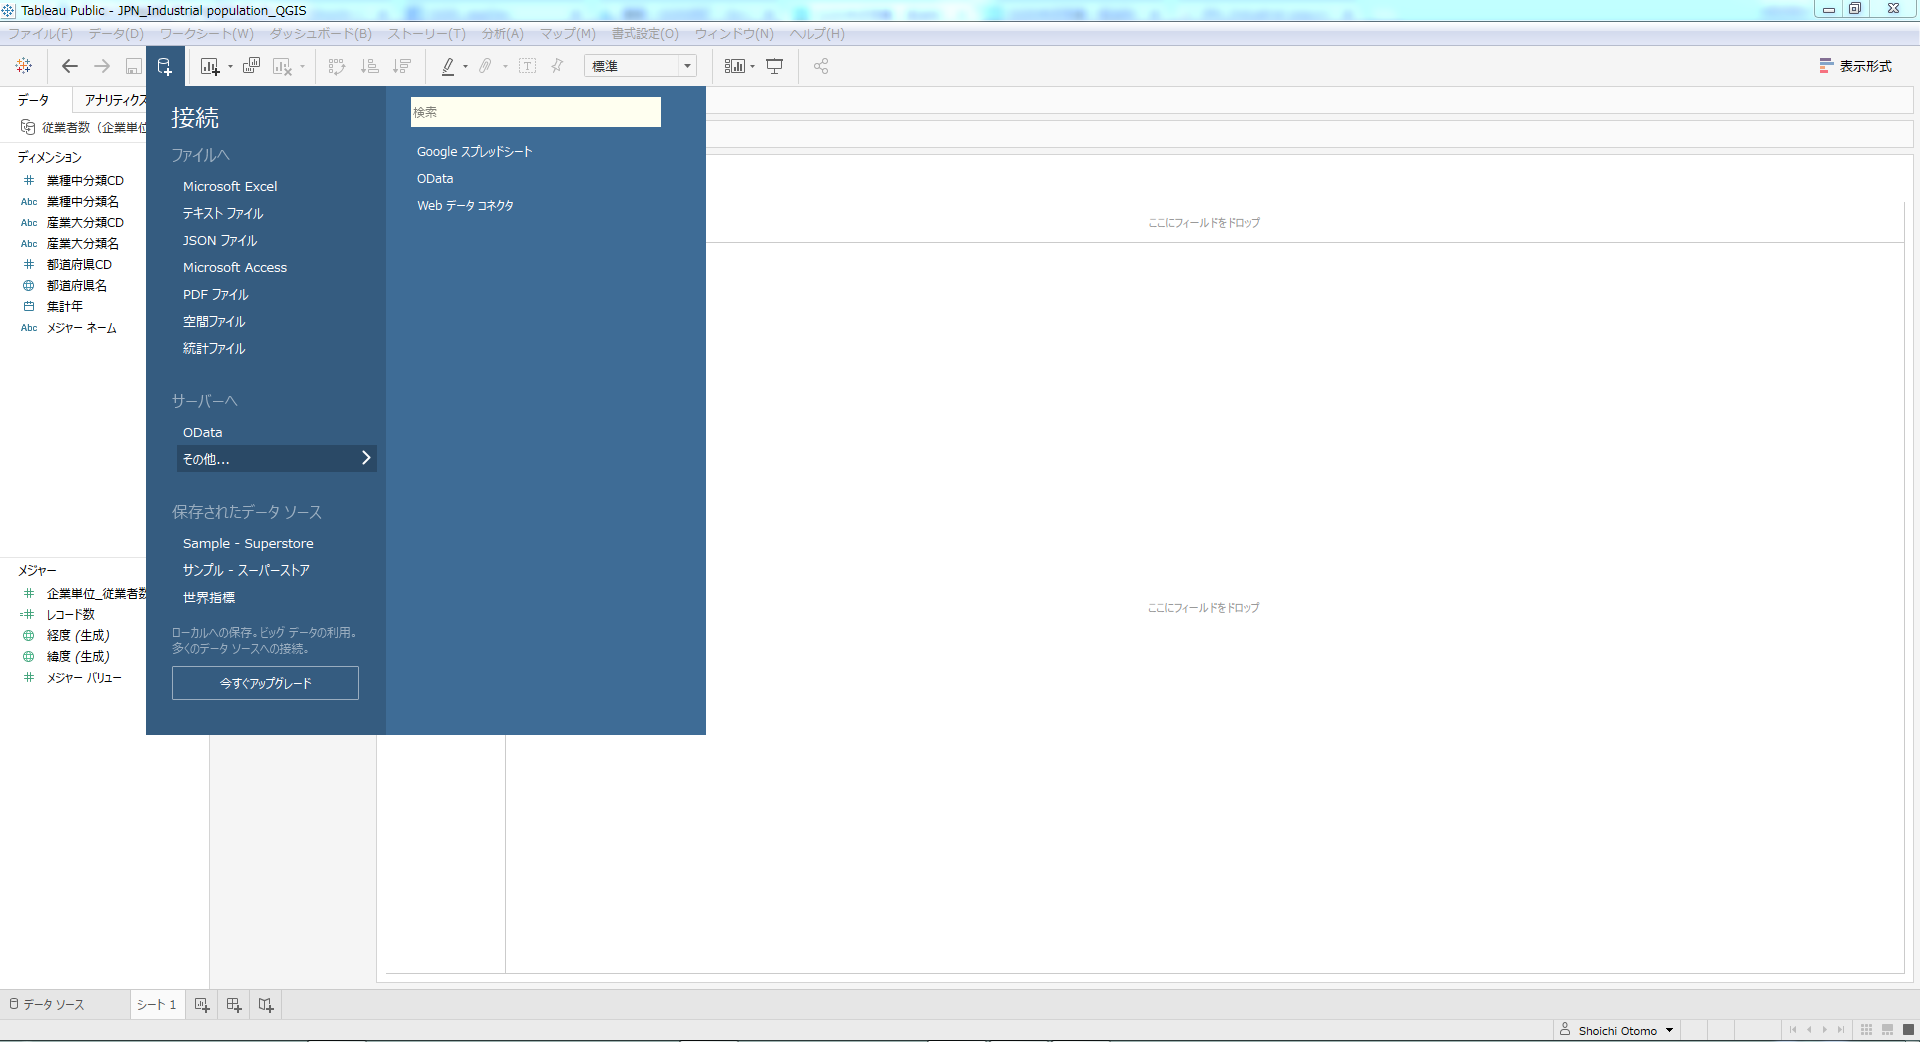 Tableau Public - JPN_Industrial population_QGIS
ファイル(F) データ(D) ワークシート(W) ダッシュボード(B) ストーリー(T) 分析(A) マップ(M) 書式設定(O) ウィンドウ(N) ヘルプ(H)
標準
表示形式
データ アナリティクス
従業者数 (企業単位
ディメンション
# 業種中分類CD
Abc 業種中分類名
Abc 産業大分類CD
Abc 産業大分類名
# 都道府県CD
都道府県名
集計年
Abc メジャー ネーム
メジャー
# 企業単位_従業者数
=# レコード数
経度 (生成)
緯度 (生成)
# メジャー バリュー
接続
ファイルへ
Microsoft Excel
テキスト ファイル
JSON ファイル
Microsoft Access
PDF ファイル
空間ファイル
統計ファイル
サーバーへ
OData
その他...
保存されたデータ ソース
Sample - Superstore
サンプル - スーパーストア
世界指標
ローカルへの保存。ビッグ データの利用。
多くのデータ ソースへの接続。
今すぐアップグレード
検索
Google スプレッドシート
OData
Web データ コネクタ
ここにフィールドをドロップ
ここにフィールドをドロップ
データ ソース シート 1
Shoichi Otomo